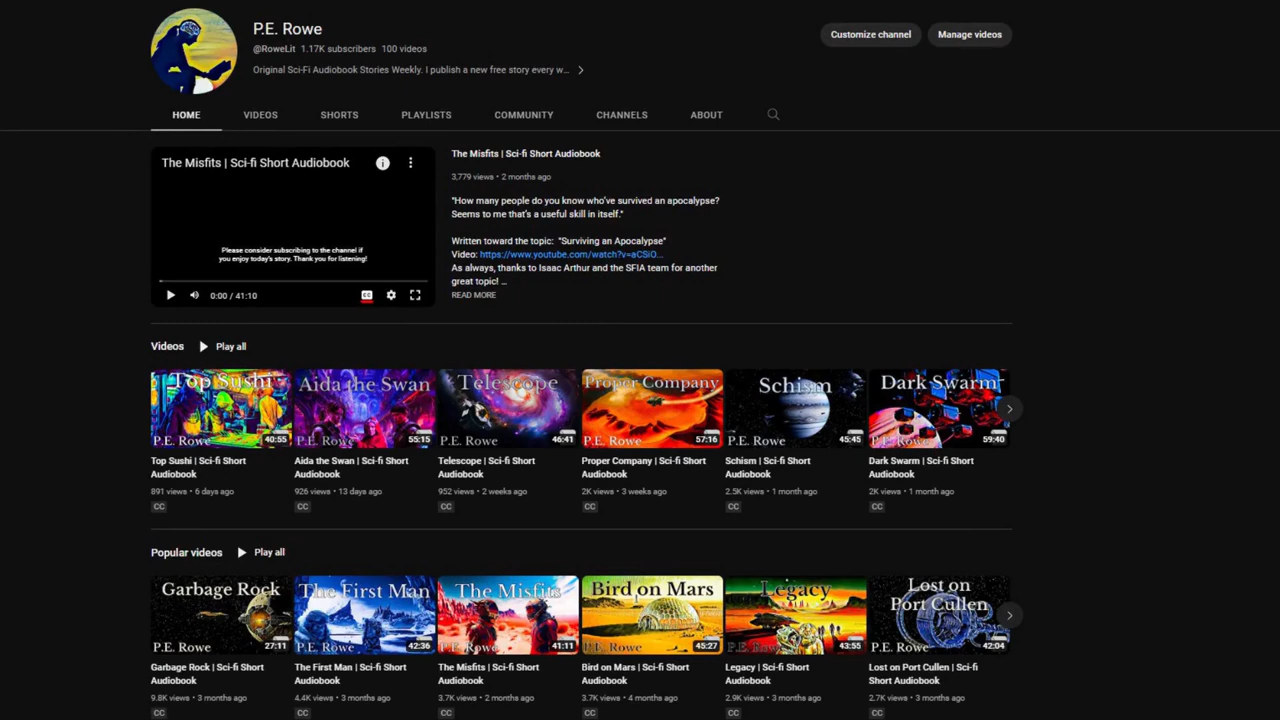 P.E. Rowe
@RoweLit 1.17K subscribers 100 videos
Original Sci-Fi Audiobook Stories Weekly. I publish a new free story every w...
Customize channel
Manage videos
HOME VIDEOS SHORTS PLAYLISTS COMMUNITY CHANNELS ABOUT
The Misfits | Sci-fi Short Audiobook
Please consider subscribing to the channel if
you enjoy today's story. Thank you for listening!
0:00 / 41:10
CC
The Misfits | Sci-fi Short Audiobook
3,779 views • 2 months ago
"How many people do you know who've survived an apocalypse?
Seems to me that's a useful skill in itself."
Written toward the topic: "Surviving an Apocalypse"
Video: https://www.youtube.com/watch?v=aCSiO...
As always, thanks to Isaac Arthur and the SFIA team for another
great topic! ...
READ MORE
Videos Play all
Top Sushi
P.E. Rowe
40:55
Top Sushi | Sci-fi Short
Audiobook
891 views • 6 days ago
CC
Aida the Swan
P.E. Rowe
55:15
Aida the Swan | Sci-fi Short
Audiobook
926 views • 13 days ago
CC
Telescope
P.E. Rowe
46:41
Telescope | Sci-fi Short
Audiobook
952 views • 2 weeks ago
CC
Proper Company
P.E. Rowe
57:16
Proper Company | Sci-fi Short
Audiobook
2K views • 3 weeks ago
CC
Schism
P.E. Rowe
45:45
Schism | Sci-fi Short
Audiobook
2.5K views • 1 month ago
CC
Dark Swarm
P.E. Rowe
59:40
Dark Swarm | Sci-fi Short
Audiobook
2K views • 1 month ago
CC
Popular videos Play all
Garbage Rock
P.E. Rowe
27:11
Garbage Rock | Sci-fi Short
Audiobook
9.8K views • 3 months ago
CC
The First Man
P.E. Rowe
42:36
The First Man | Sci-fi Short
Audiobook
4.4K views • 3 months ago
CC
The Misfits
P.E. Rowe
41:11
The Misfits | Sci-fi Short
Audiobook
3.7K views • 2 months ago
CC
Bird on Mars
P.E. Rowe
45:27
Bird on Mars | Sci-fi Short
Audiobook
3.7K views • 4 months ago
CC
Legacy
P.E. Rowe
43:55
Legacy | Sci-fi Short
Audiobook
2.9K views • 3 months ago
CC
Lost on
Port Cullen
P.E. Rowe
42:04
Lost on Port Cullen | Sci-fi
Short Audiobook
2.7K views • 3 months ago
CC